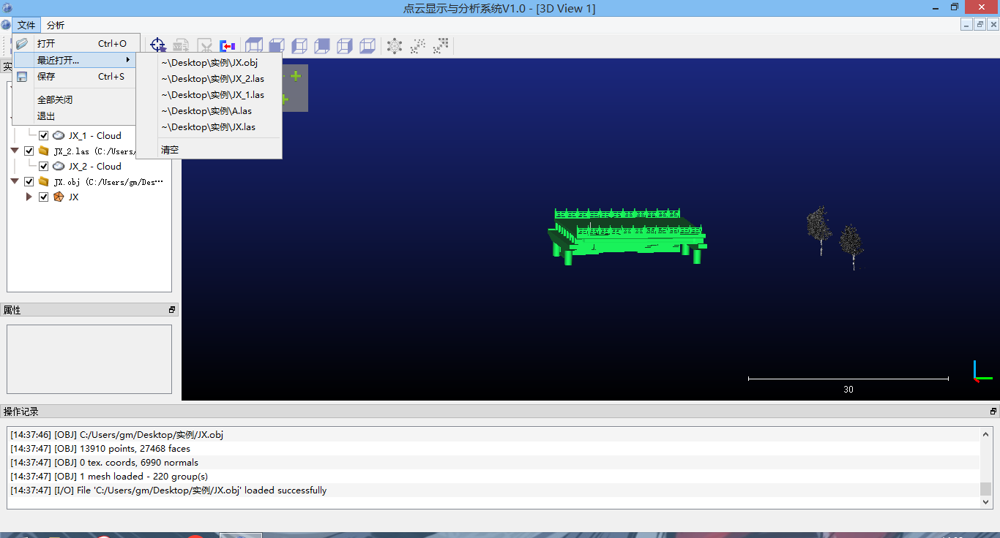 点云显示与分析系统V1.0 - [3D View 1]
文件 分析
打开 Ctrl+O
最近打开...
保存 Ctrl+S
全部关闭
退出
~\Desktop\实例\JX.obj
~\Desktop\实例\JX_2.las
~\Desktop\实例\JX_1.las
~\Desktop\实例\A.las
~\Desktop\实例\JX.las
清空
JX_1 - Cloud
JX_2.las (C:/Users/
JX_2 - Cloud
JX.obj (C:/Users/gm/Des···
JX
属性
30
操作记录
[14:37:46] [OBJ] C:/Users/gm/Desktop/实例/JX.obj
[14:37:47] [OBJ] 13910 points, 27468 faces
[14:37:47] [OBJ] 0 tex. coords, 6990 normals
[14:37:47] [OBJ] 1 mesh loaded - 220 group(s)
[14:37:47] [I/O] File 'C:/Users/gm/Desktop/实例/JX.obj' loaded successfully